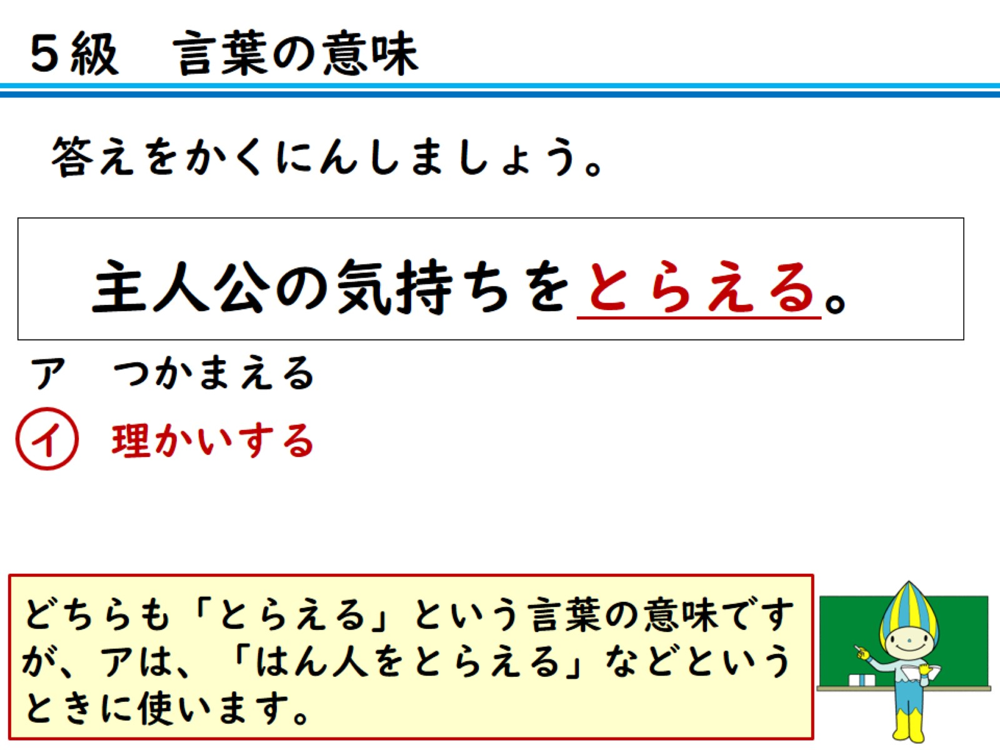 ５級　言葉の意味
答えをかくにんしましょう。
主人公の気持ちをとらえる。
ア　つかまえる
イ　理かいする
どちらも「とらえる」という言葉の意味です
が、アは、「はん人をとらえる」などという
ときに使います。